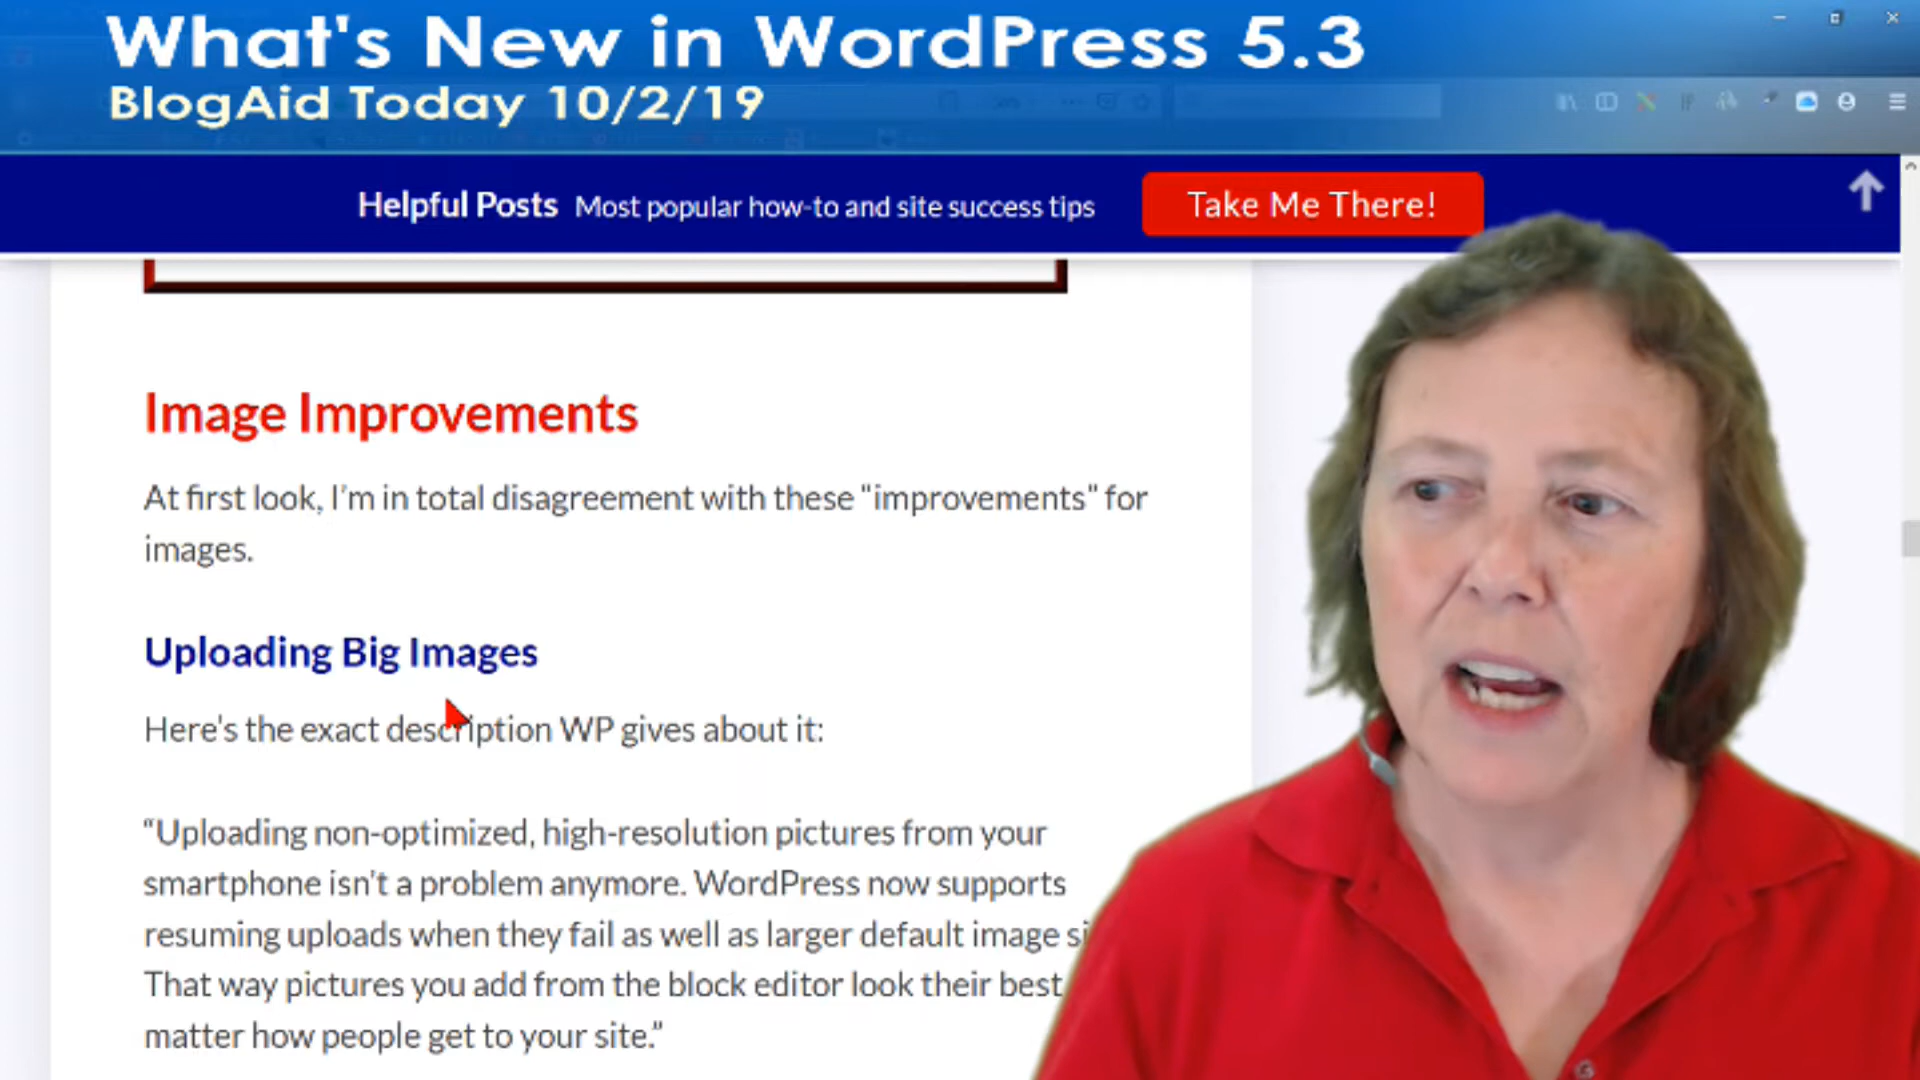 What's New in WordPress 5.3
BlogAid Today 10/2/19
Helpful Posts Most popular how-to and site success tips Take Me There!
Image Improvements
At first look, I'm in total disagreement with these "improvements" for
images.
Uploading Big Images
Here's the exact description WP gives about it:
“Uploading non-optimized, high-resolution pictures from your
smartphone isn't a problem anymore. WordPress now supports
resuming uploads when they fail as well as larger default image si
That way pictures you add from the block editor look their best
matter how people get to your site.”